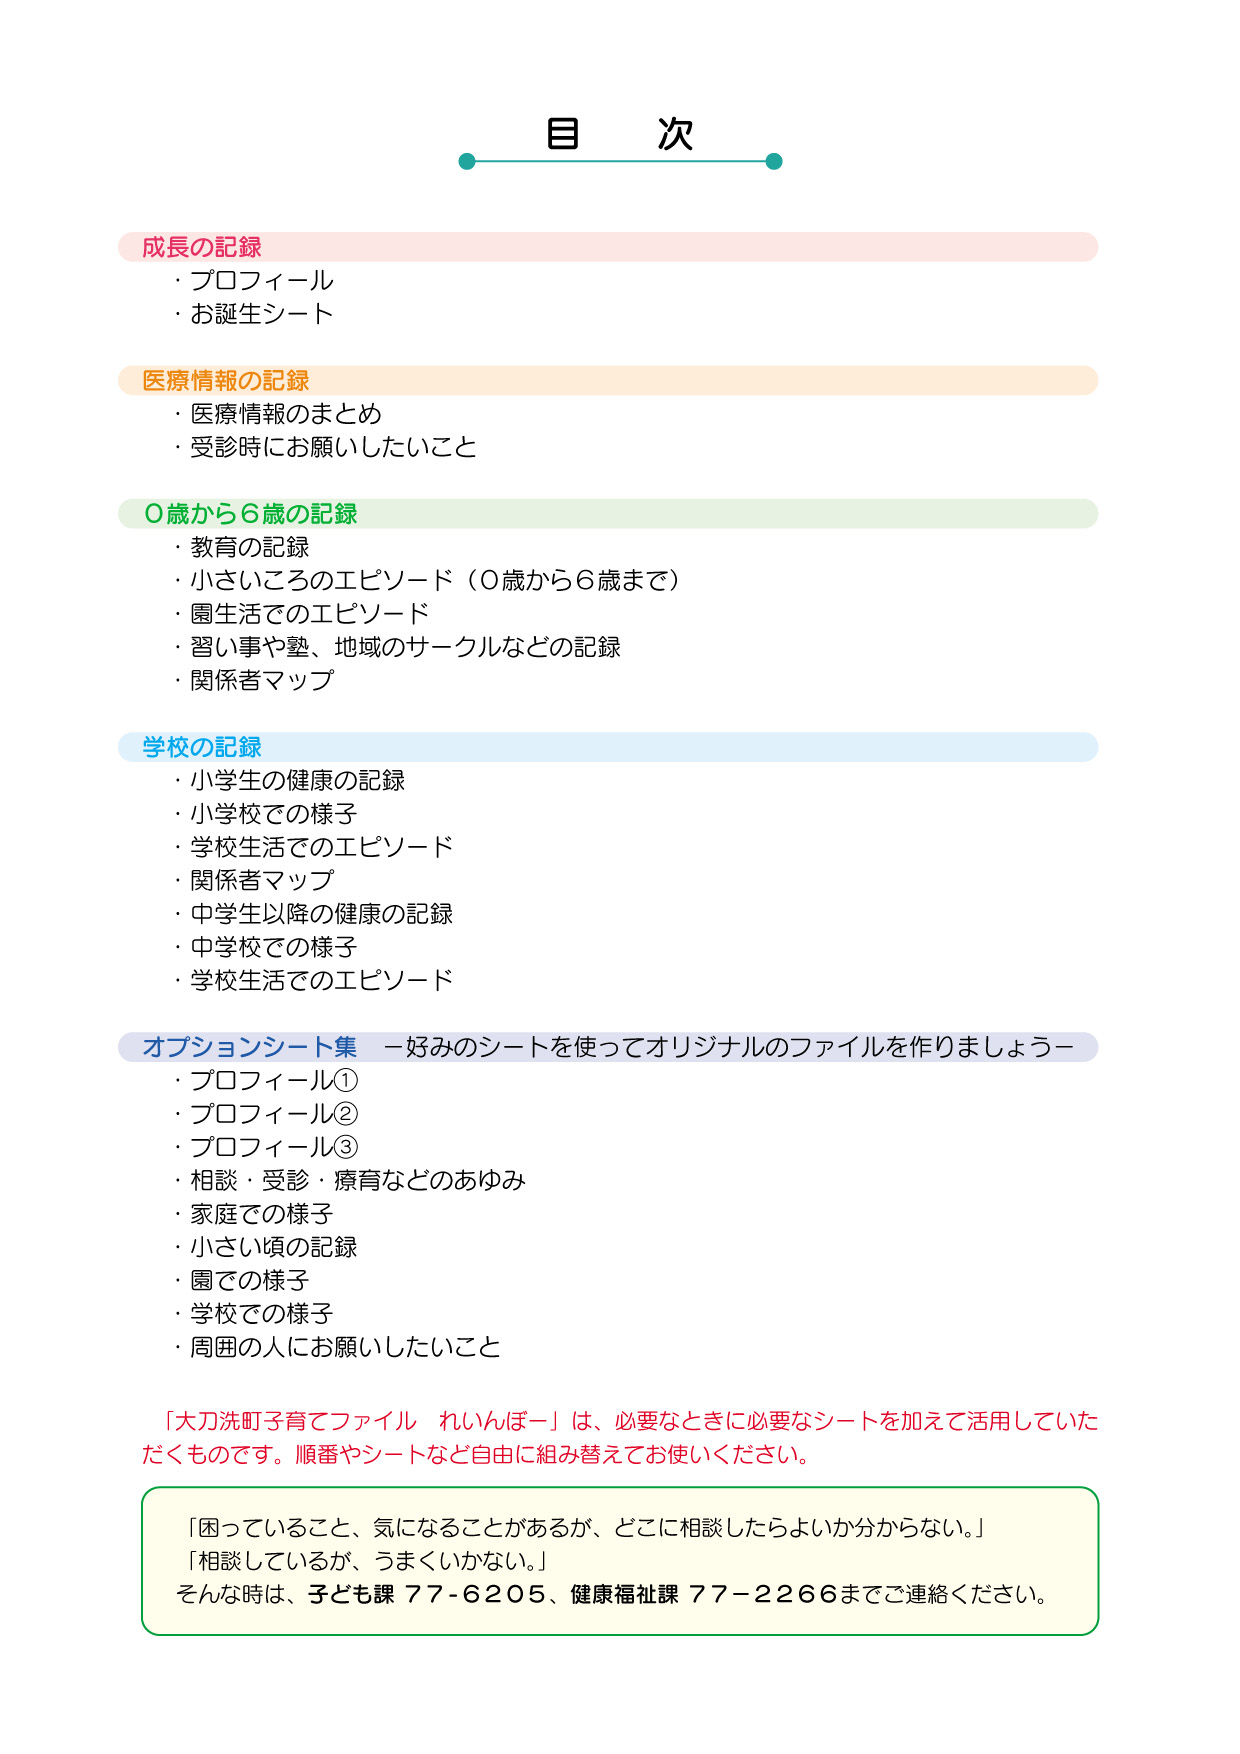 目　次
成長の記録
・プロフィール
・お誕生シート
医療情報の記録
・医療情報のまとめ
・受診時にお願いしたいこと
０歳から６歳の記録
・教育の記録
・小さいころのエピソード（０歳から６歳まで）
・園生活でのエピソード
・習い事や塾、地域のサークルなどの記録
・関係者マップ
学校の記録
・小学生の健康の記録
・小学校での様子
・学校生活でのエピソード
・関係者マップ
・中学生以降の健康の記録
・中学校での様子
・学校生活でのエピソード
オプションシート集　－好みのシートを使ってオリジナルのファイルを作りましょう－
・プロフィール①
・プロフィール②
・プロフィール③
・相談・受診・療育などのあゆみ
・家庭での様子
・小さい頃の記録
・園での様子
・学校での様子
・周囲の人にお願いしたいこと
「大刀洗町子育てファイル　れいんぼー」は、必要なときに必要なシートを加えて活用していた
だくものです。順番やシートなど自由に組み替えてお使いください。
「困っていること、気になることがあるが、どこに相談したらよいか分からない。」
「相談しているが、うまくいかない。」
そんな時は、子ども課 ７７-６２０５、健康福祉課 ７７－２２６６までご連絡ください。